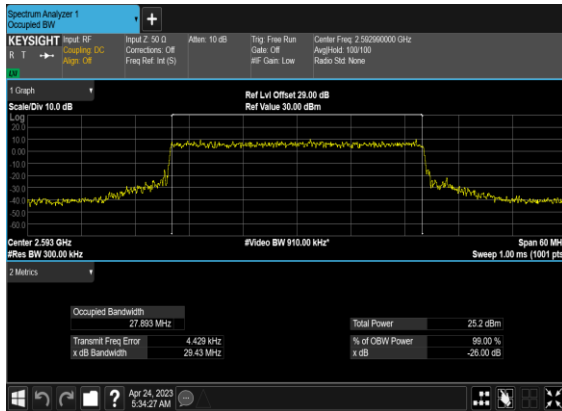 Spectrum Analyzer 1
Occupied BW
+
KEYSIGHT Input: RF Input Z: 50 Ω Atten: 10 dB Trig: Free Run Center Freq: 2.592990000 GHz
R T Coupling: DC Corrections: Off Gate: Off Avg|Hold: 100/100
Align: Off Freq Ref: Int (S) #IF Gain: Low Radio Std: None
LXI
1 Graph
Ref Lvl Offset 29.00 dB
Scale/Div 10.0 dB Ref Value 30.00 dBm
Log
20.0
10.0
0.00
-10.0
-20.0
-30.0
-40.0
-50.0
-60.0
Center 2.593 GHz #Video BW 910.00 kHz* Span 60 MH
#Res BW 300.00 kHz Sweep 1.00 ms (1001 pts
2 Metrics
Occupied Bandwidth
27.893 MHz Total Power 25.2 dBm
Transmit Freq Error 4.429 kHz % of OBW Power 99.00 %
x dB Bandwidth 29.43 MHz x dB -26.00 dB
? Apr 24, 2023
5:34:27 AM